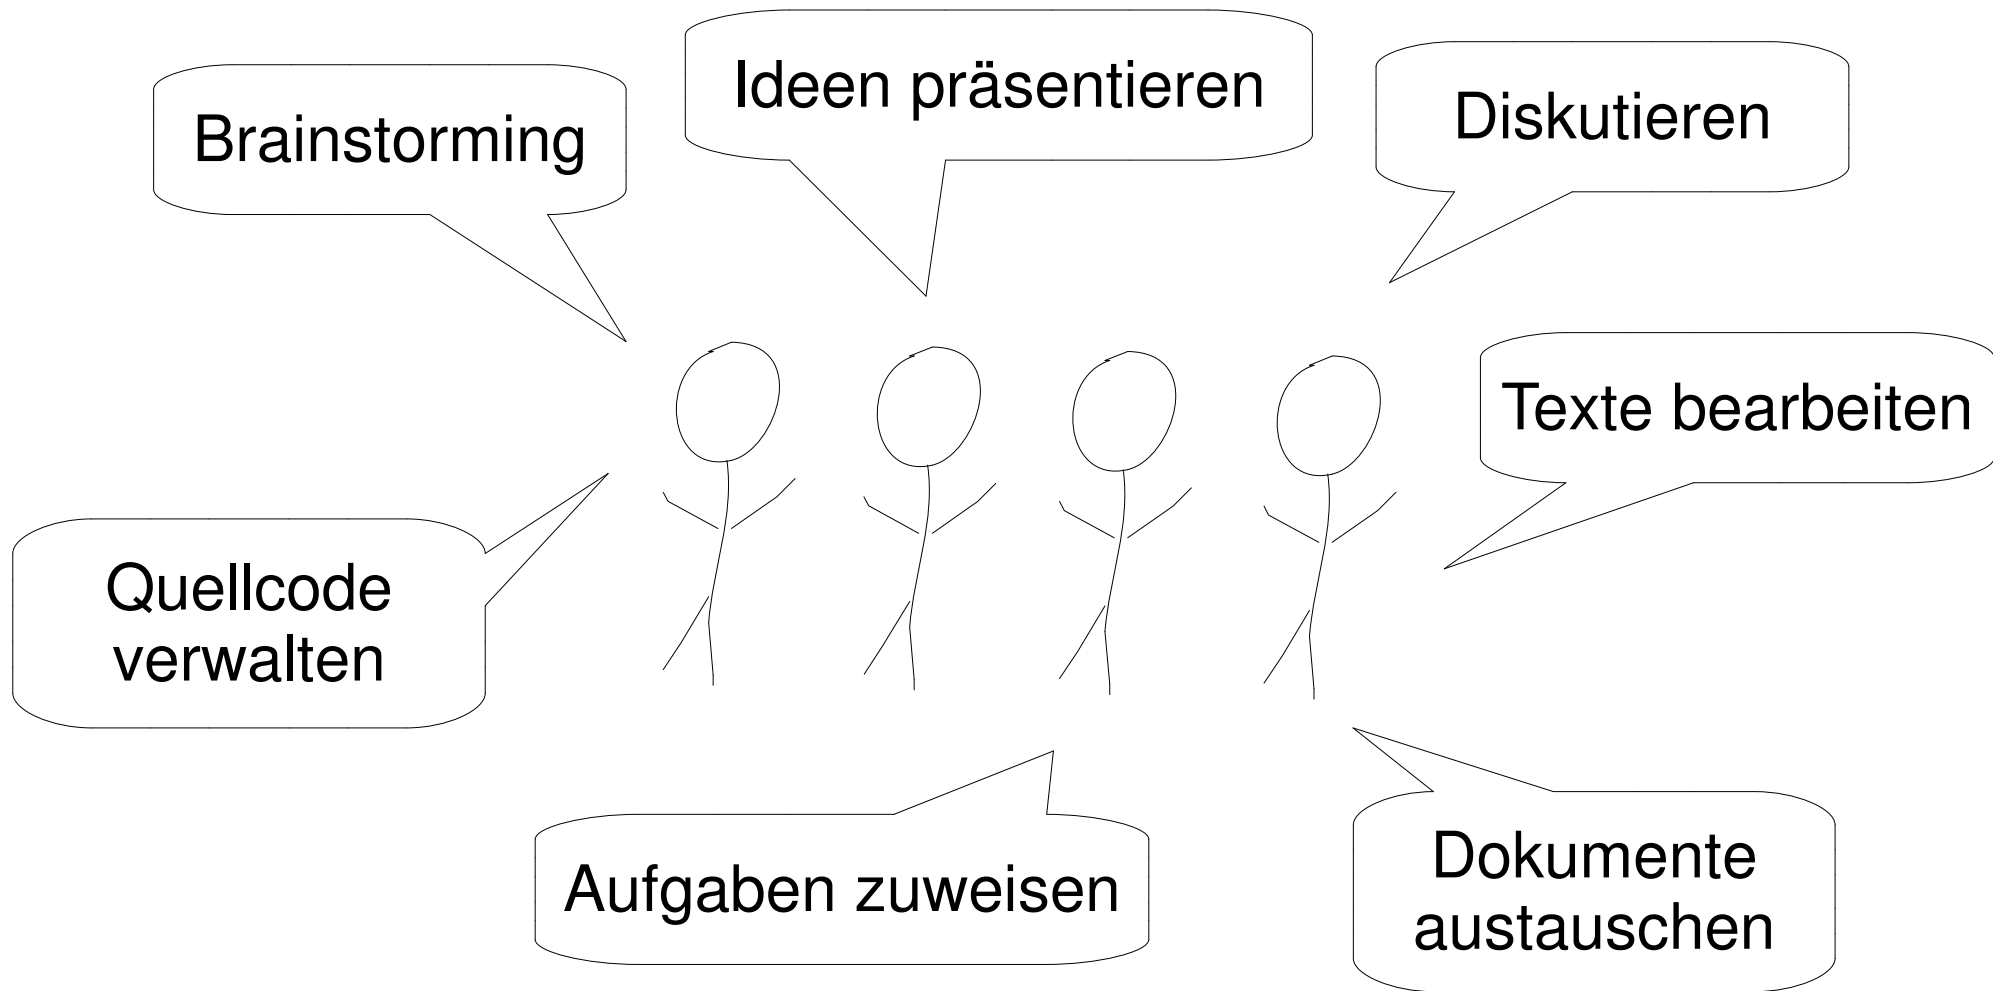 Brainstorming
Ideen präsentieren
Diskutieren
Texte bearbeiten
Quellcode
verwalten
Aufgaben zuweisen
Dokumente
austauschen